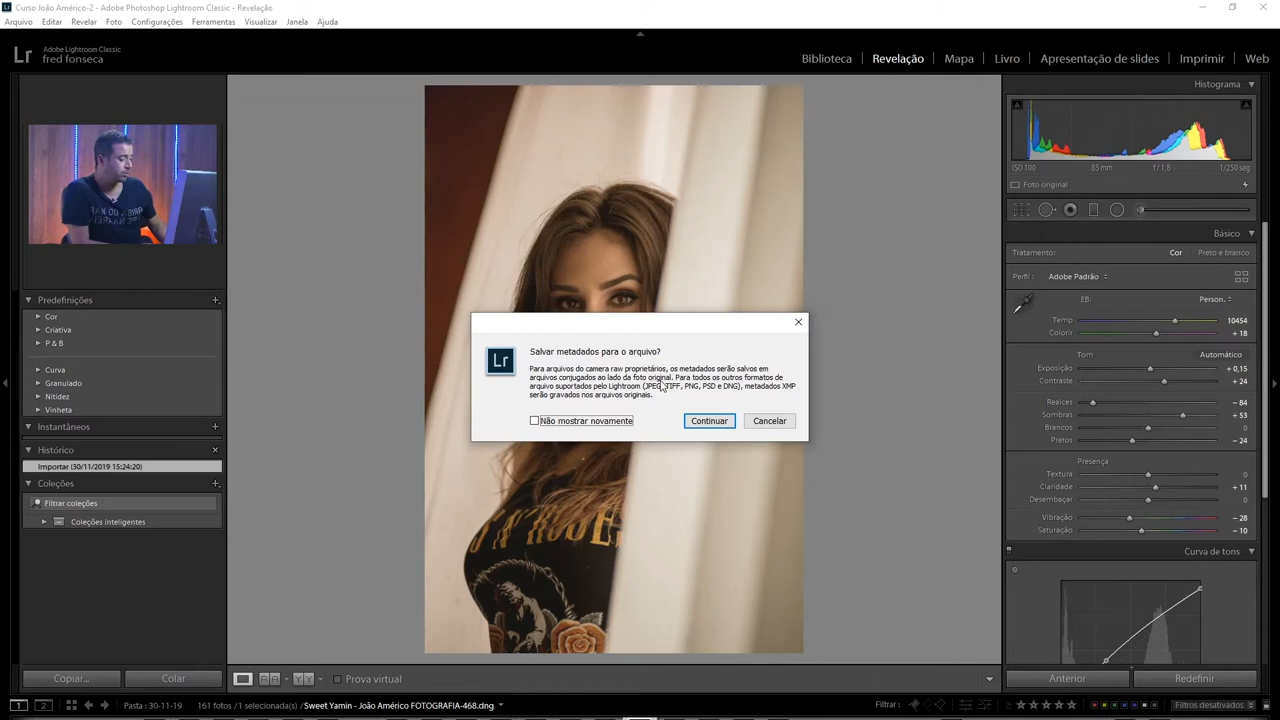 Curso João Américo-2 - Adobe Photoshop Lightroom Classic - Revelação
Arquivo Editar Revelar Foto Configurações Ferramentas Visualizar Janela Ajuda
Lr Adobe Lightroom Classic
fred fonseca
Biblioteca | Revelação | Mapa | Livro | Apresentação de slides | Imprimir | Web
Histograma
ISO 100 85 mm f / 1,8
Foto original
Básico
Tratamento: Cor Preto e branco
Perfil: Adobe Padrão
EB: Person.
Temp 10454
Colorir + 18
Tom Automático
Exposição + 0,15
Contraste + 24
Realces − 84
Sombras + 53
Brancos 0
Pretos − 24
Presença
Textura 0
Claridade + 11
Desembaçar 0
Vibração − 28
Saturação − 10
Curva de tons
Predefinições
Cor
Criativa
P & B
Curva
Granulado
Nitidez
Vinheta
Instantâneos
Histórico
Importar (30/11/2019 15:24:20)
Coleções
Filtrar coleções
Coleções inteligentes
Lr
Salvar metadados para o arquivo?
Para arquivos do camera raw proprietários, os metadados serão salvos em
arquivos conjugados ao lado da foto original. Para todos os outros formatos de
arquivo suportados pelo Lightroom (JPEG, TIFF, PNG, PSD e DNG), metadados XMP
serão gravados nos arquivos originais.
Não mostrar novamente
Continuar
Cancelar
Copiar...
Colar
Prova virtual
Anterior
Redefinir
1 2 Pasta : 30-11-19 161 fotos /1 selecionada(s) / Sweet Yamin - João Américo FOTOGRAFIA-468.dng
Filtrar :
Filtros desativados